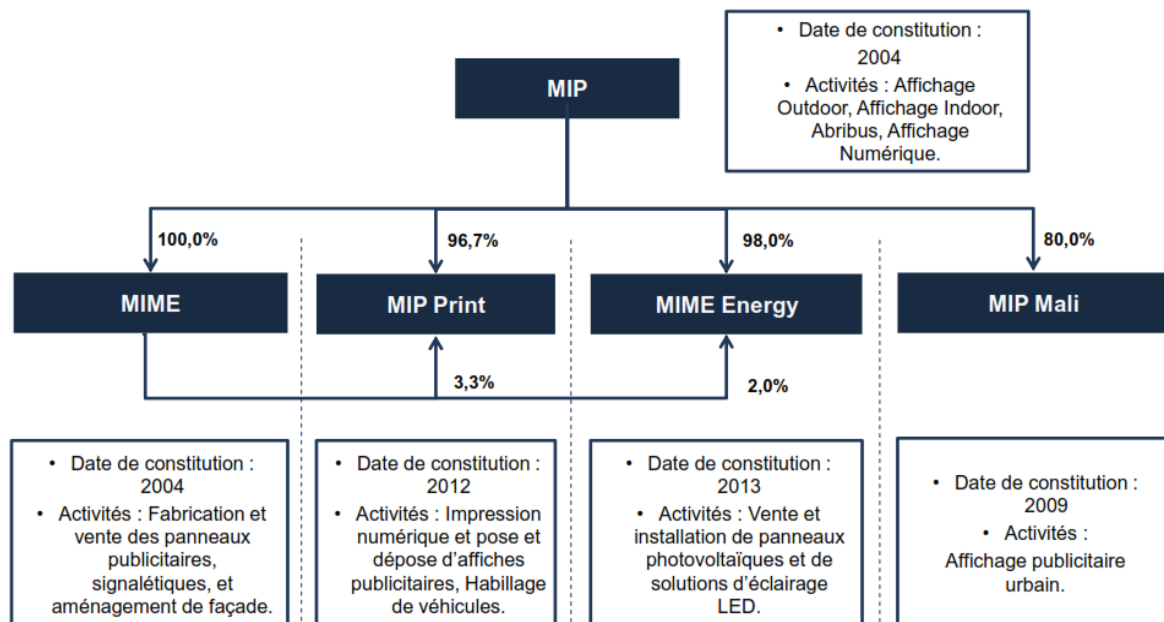 • Date de constitution :
2004
• Activités : Affichage
Outdoor, Affichage Indoor,
Abribus, Affichage
Numérique.
MIP
100,0%
96,7%
98,0%
80,0%
MIME
MIP Print
MIME Energy
MIP Mali
3,3%
2,0%
• Date de constitution :
2004
• Activités : Fabrication et
vente des panneaux
publicitaires,
signalétiques, et
aménagement de façade.
• Date de constitution :
2012
• Activités : Impression
numérique et pose et
dépose d’affiches
publicitaires, Habillage
de véhicules.
• Date de constitution :
2013
• Activités : Vente et
installation de panneaux
photovoltaïques et de
solutions d’éclairage
LED.
• Date de constitution :
2009
• Activités :
Affichage publicitaire
urbain.